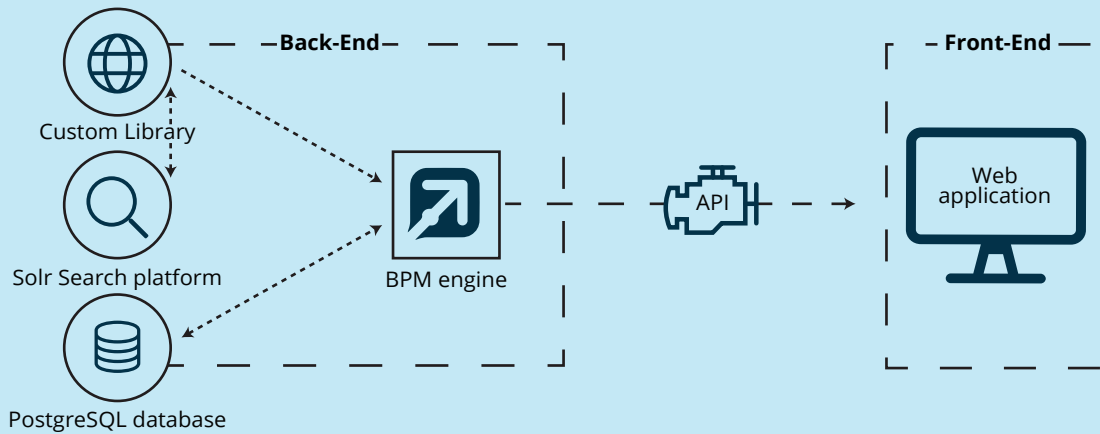 Back-End
Front-End
Custom Library
Solr Search platform
PostgreSQL database
BPM engine
API
Web
application